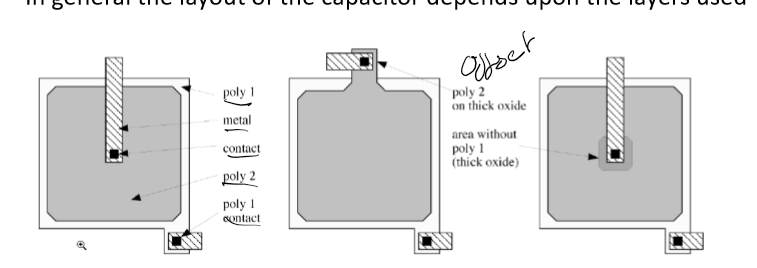 In general the layout of the capacitor depends upon the layers used
offset
poly 1
metal
contact
poly 2
poly 1
contact
poly 2
on thick oxide
area without
poly 1
(thick oxide)